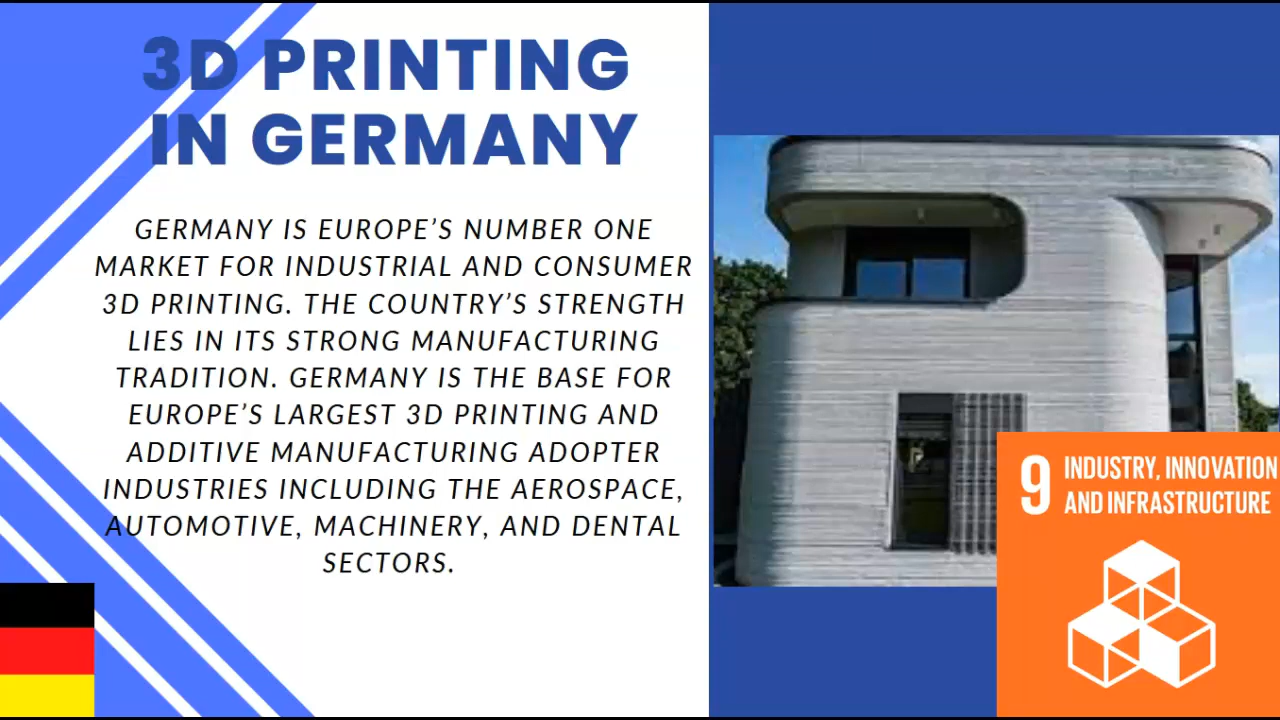 3D PRINTING
IN GERMANY
GERMANY IS EUROPE’S NUMBER ONE
MARKET FOR INDUSTRIAL AND CONSUMER
3D PRINTING. THE COUNTRY’S STRENGTH
LIES IN ITS STRONG MANUFACTURING
TRADITION. GERMANY IS THE BASE FOR
EUROPE’S LARGEST 3D PRINTING AND
ADDITIVE MANUFACTURING ADOPTER
INDUSTRIES INCLUDING THE AEROSPACE,
AUTOMOTIVE, MACHINERY, AND DENTAL
SECTORS.
9 INDUSTRY, INNOVATION
AND INFRASTRUCTURE